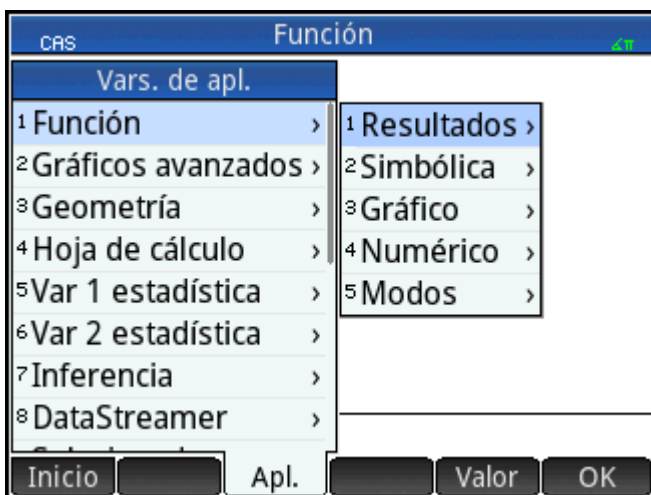 CAS Función ∡π
Vars. de apl.
1 Función ›
2 Gráficos avanzados ›
3 Geometría ›
4 Hoja de cálculo ›
5 Var 1 estadística ›
6 Var 2 estadística ›
7 Inferencia ›
8 DataStreamer ›
1 Resultados ›
2 Simbólica ›
3 Gráfico ›
4 Numérico ›
5 Modos ›
Inicio Apl. Valor OK